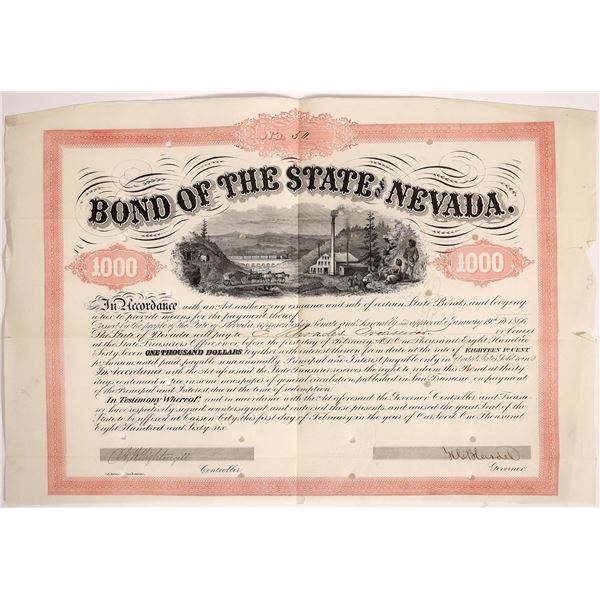 No. 50
BOND OF THE STATE OF NEVADA.
1000 1000
In Accordance with an Act, authorizing issuance and sale of certain State Bonds, and levying
a tax to provide means for the payment thereof
Passed by the people of the State of Nevada, represented in Senate and Assembly and approved January 19th AD 1866,
The State of Nevada will pay to or bearer
at the State Treasurers Office, on or before the first day of February, A.D. One Thousand Eight Hundred
Sixty Seven ONE THOUSAND DOLLARS together with interest thereon from date at the rate of EIGHTEEN PR CENT
pr Annum, until paid, payable semi annually, Principal and Interest payable only in United States Gold coin
In Accordance with the Act aforesaid the State Treasurer reserves the right to redeem this Bond at thirty
days continued notice in some newspaper of general circulation, published in San Francisco on payment
of the Principal and Interest due at the time of redemption.
In Testimony Whereof, and in accordance with the Act aforesaid the Governor, Controller, and Treasu-
rer have respectively signed, countersigned, and endorsed these presents, and caused the great Seal of the
State to be affixed at Carson City, this first day of February in the year of Our Lord One Thousand
Eight Hundred and Sixty six.
A W Nightingill H G Blasdel
Controller. Governor.